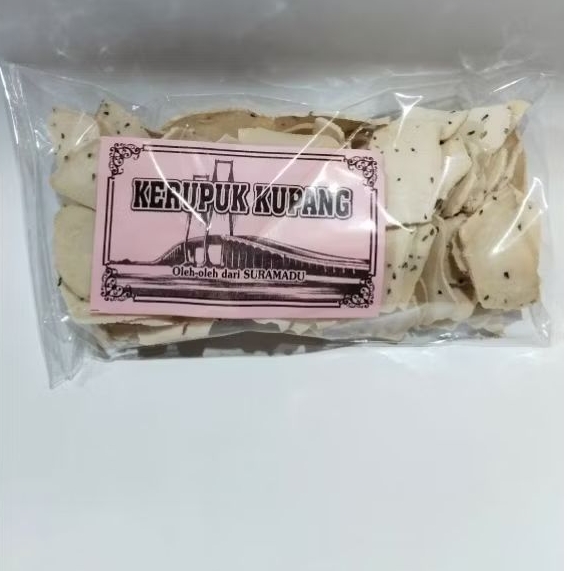 KERUPUK KUPANG
Oleh-oleh dari SURAMADU